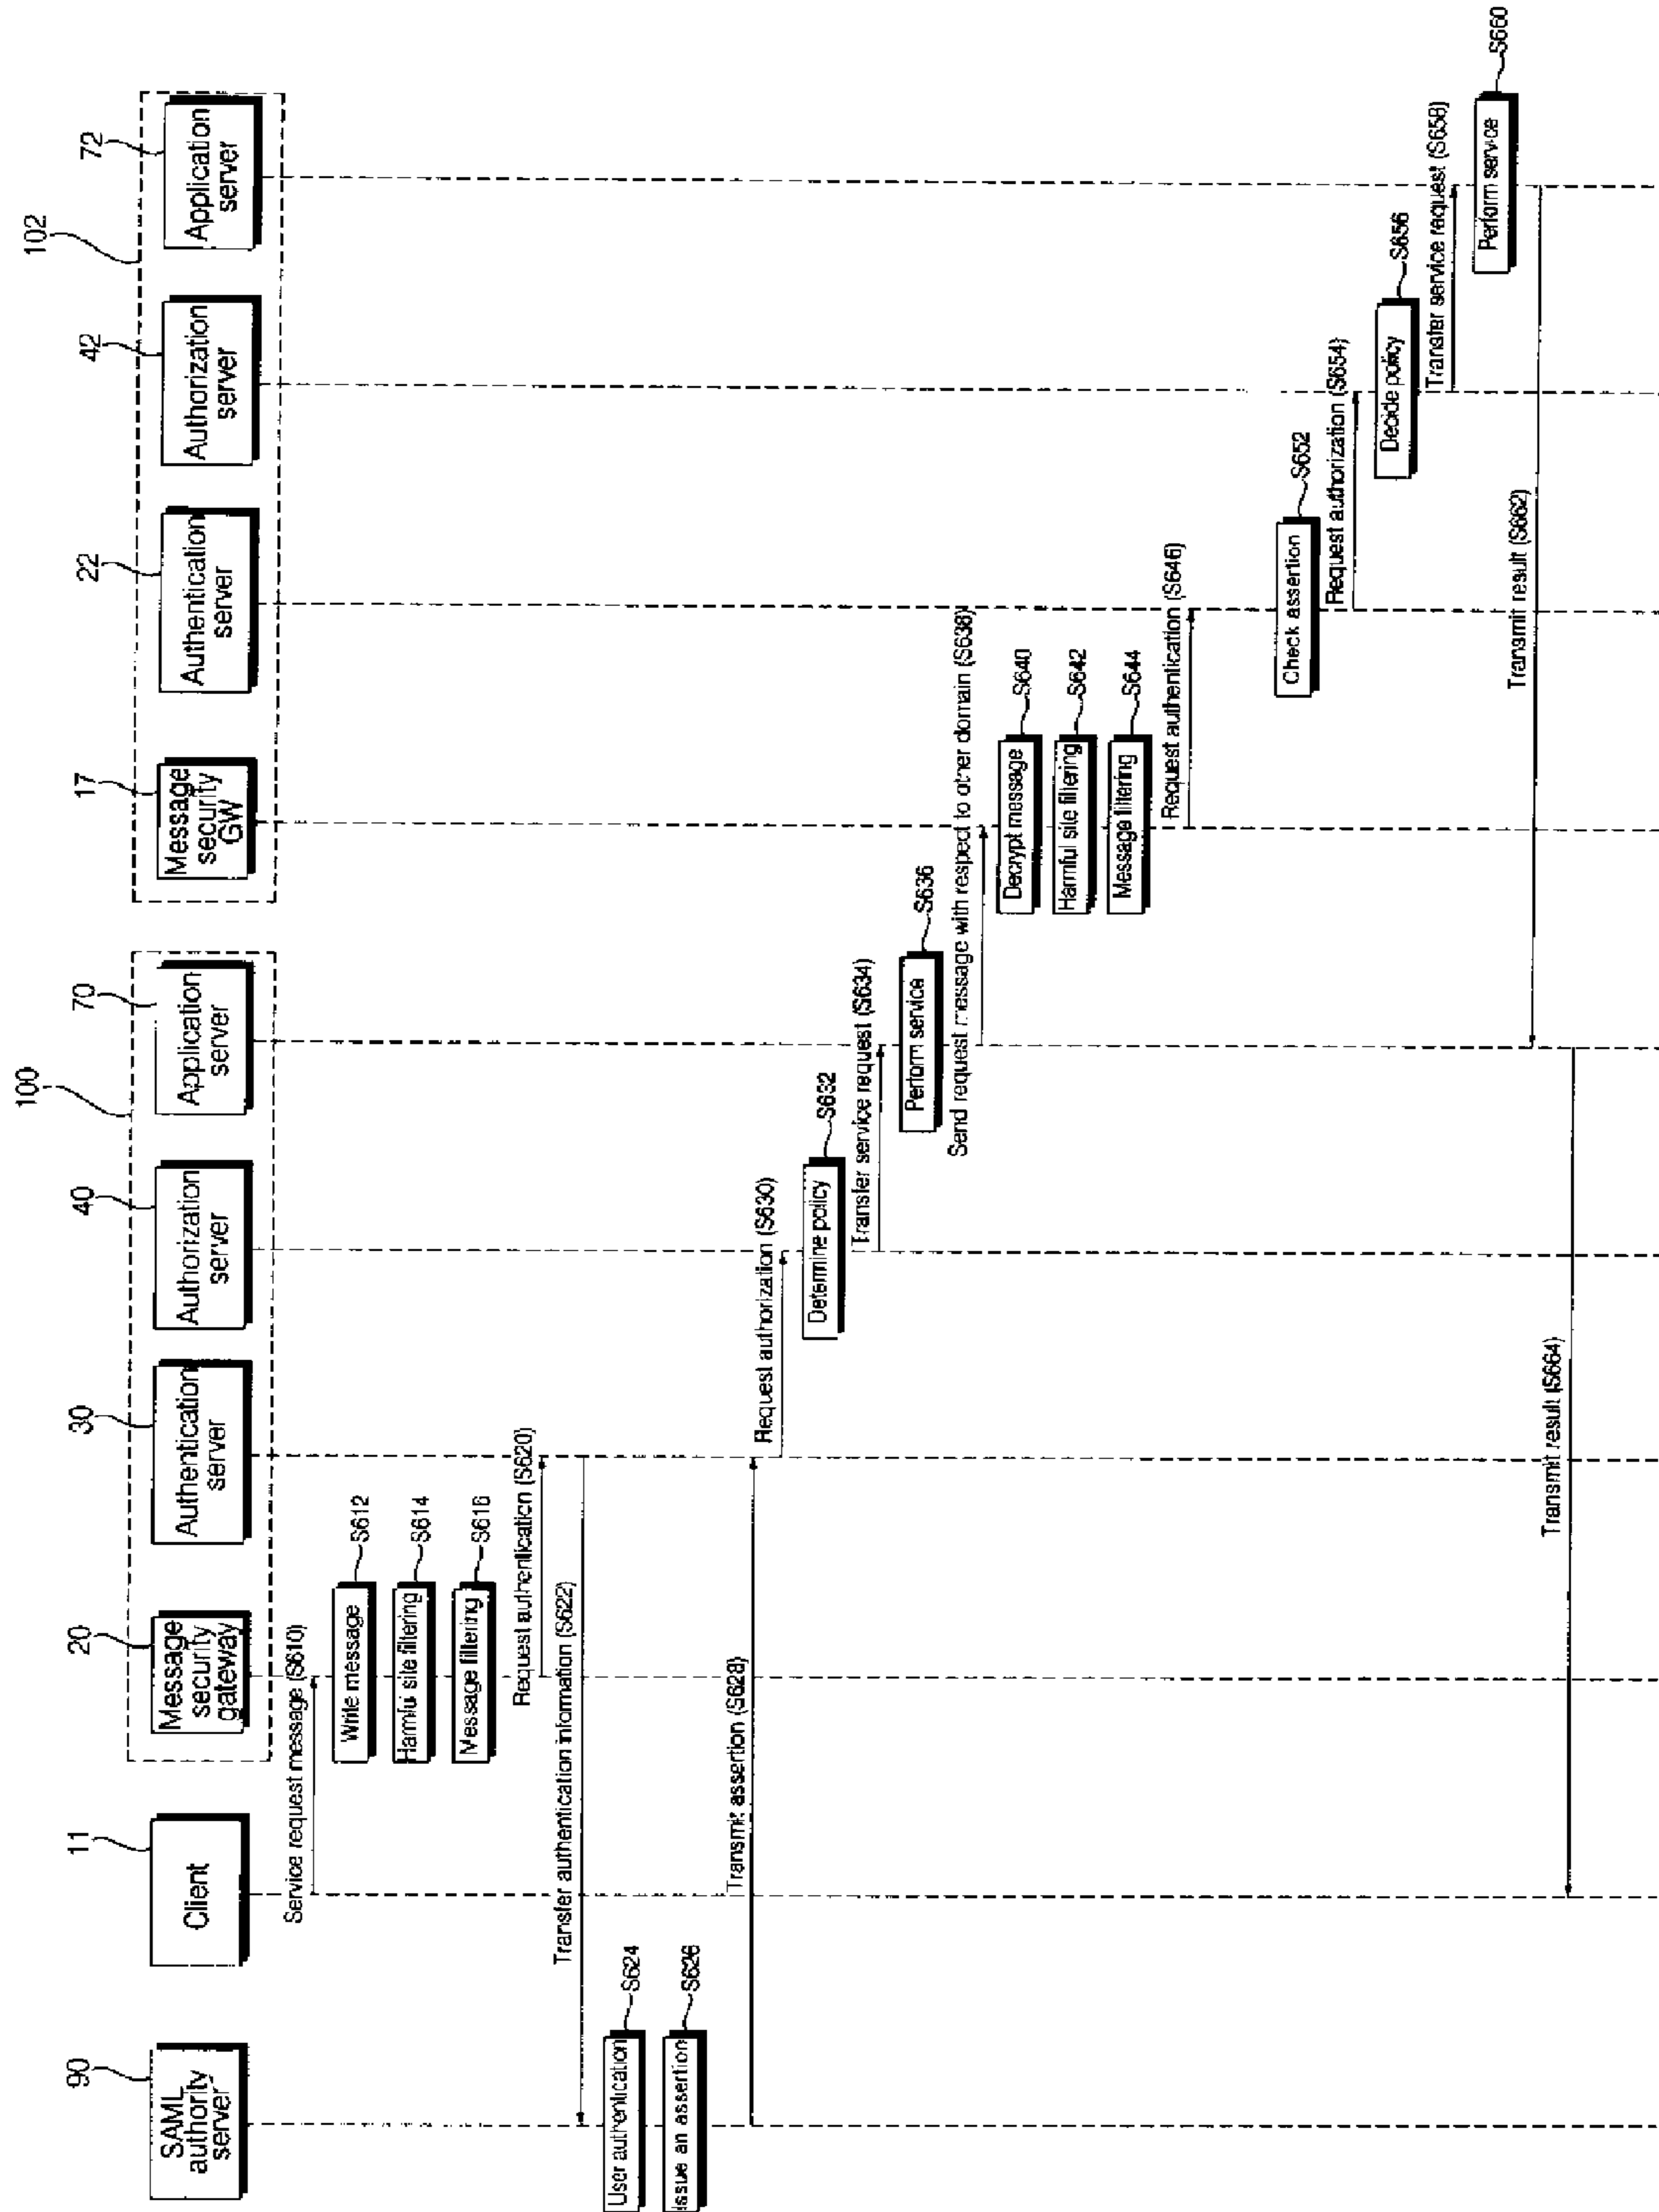 100
102
90
11
20
30
40
70
17
22
42
72
SAML
authority
server
Client
Message
security
gateway
Authentication
server
Authorization
server
Application
server
Message
security
GW
Authentication
server
Authorization
server
Application
server
Service request message (S610)
Write message
S612
Harmful site filtering
S614
Message filtering
S616
Request authentication (S620)
Transfer authentication information (S622)
User authentication
S624
Issue an assertion
S626
Transmit assertion (S628)
Request authorization (S630)
Determine policy
S632
Transfer service request (S634)
Perform service
S636
Send request message with respect to other domain (S638)
Decrypt message
S640
Harmful site filtering
S642
Message filtering
S644
Request authentication (S646)
Check assertion
S652
Request authorization (S654)
Decide policy
S656
Transfer service request (S658)
Perform service
S660
Transmit result (S662)
Transmit result (S664)